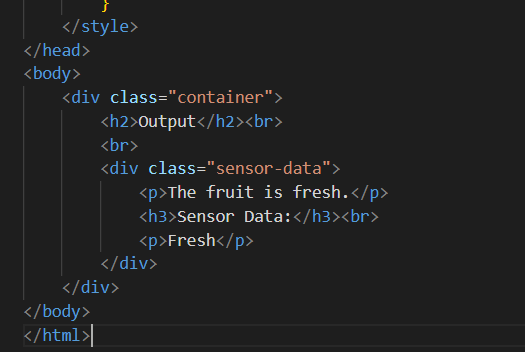 }
</style>
</head>
<body>
<div class="container">
<h2>Output</h2><br>
<br>
<div class="sensor-data">
<p>The fruit is fresh.</p>
<h3>Sensor Data:</h3><br>
<p>Fresh</p>
</div>
</div>
</body>
</html>